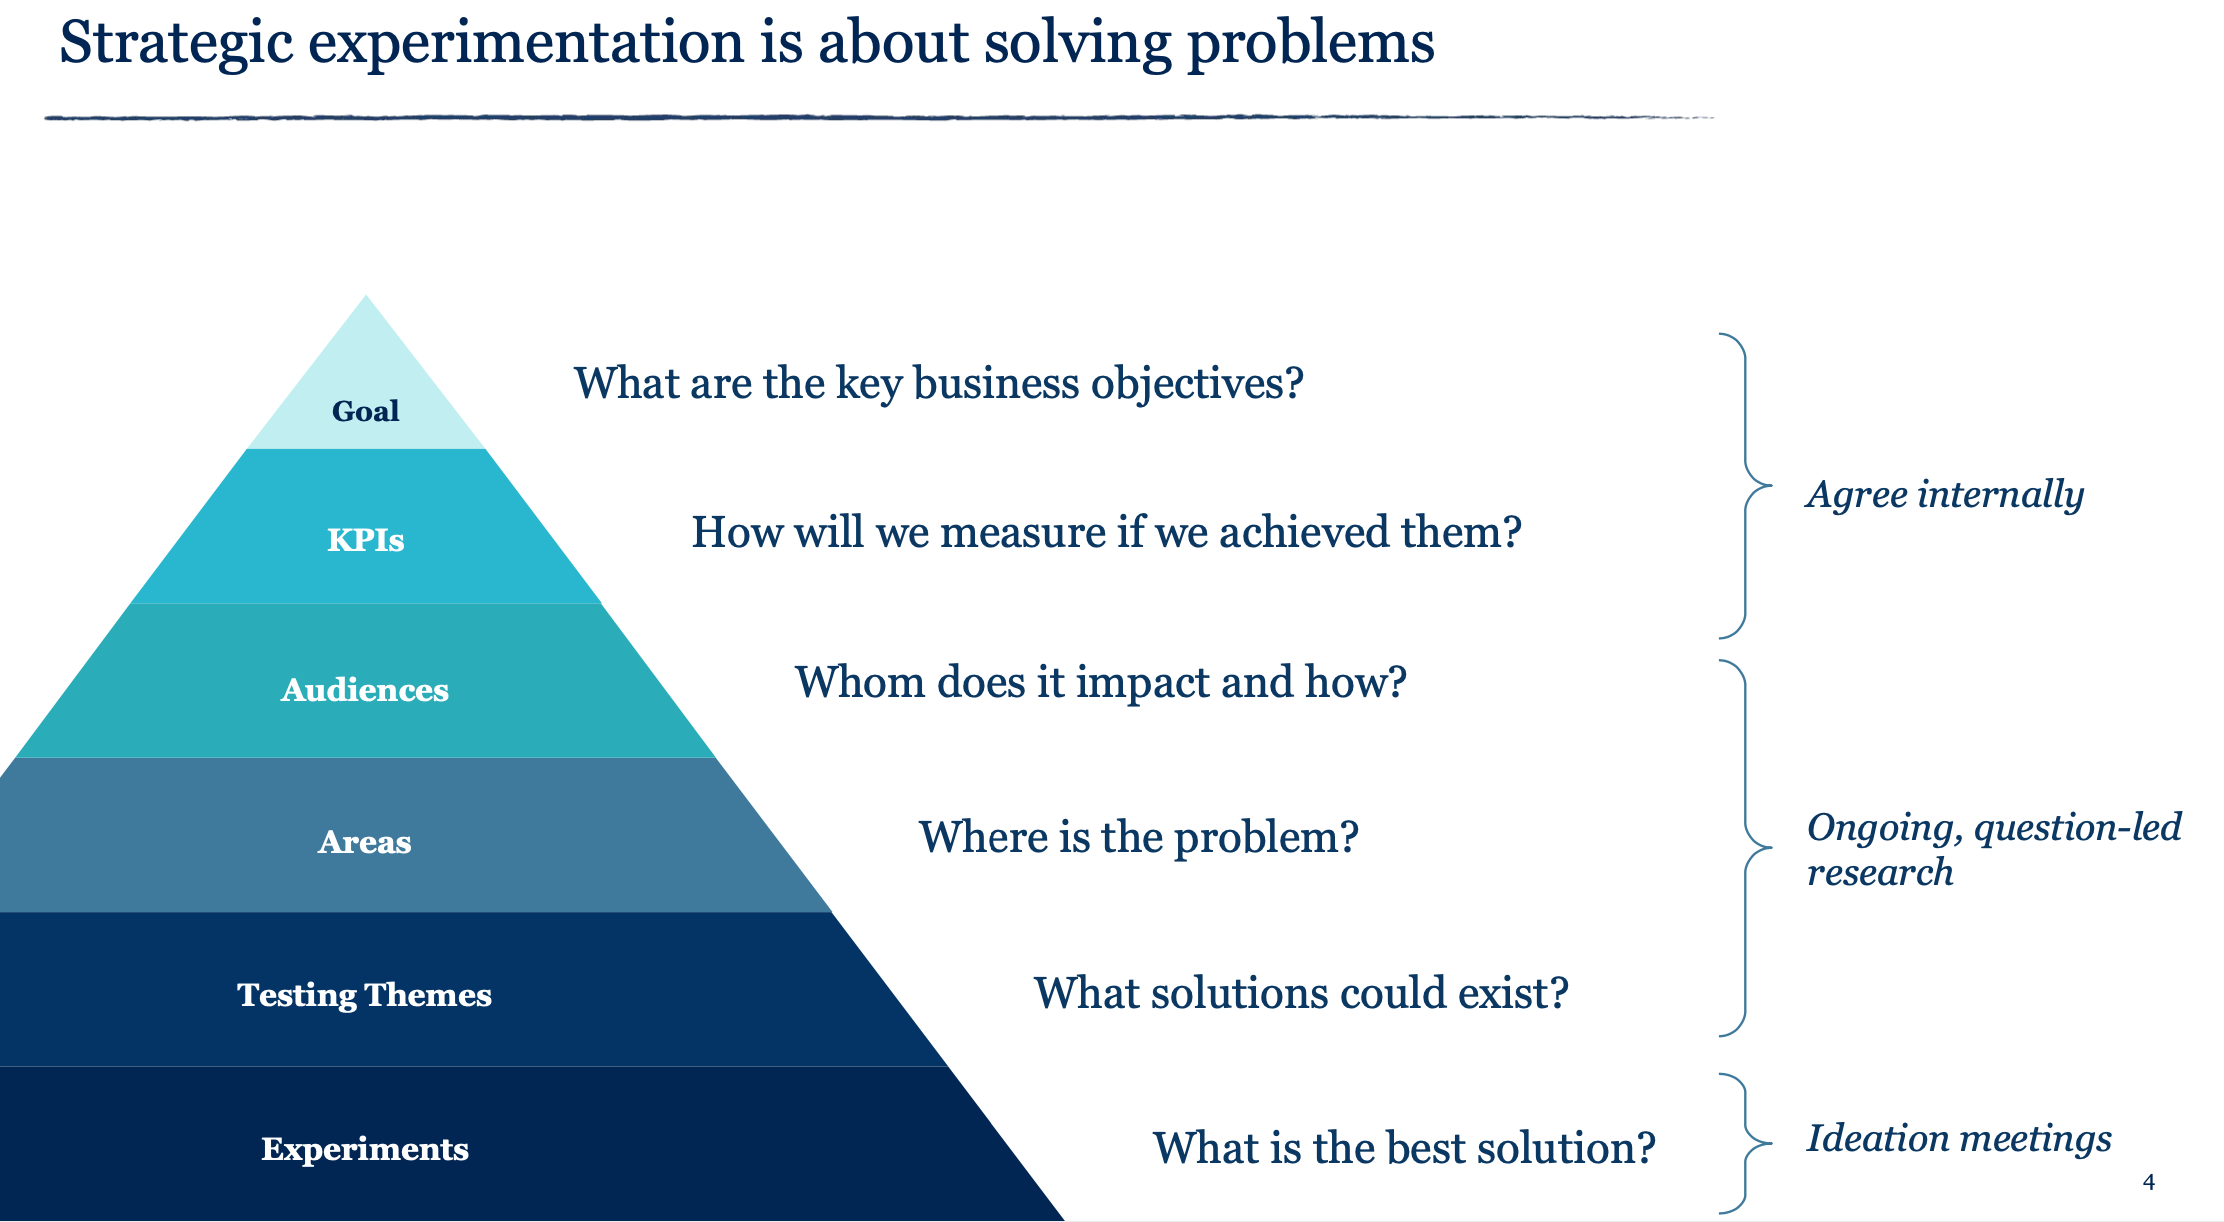 Strategic experimentation is about solving problems
Goal
What are the key business objectives?
KPIs
How will we measure if we achieved them?
Agree internally
Audiences
Whom does it impact and how?
Areas
Where is the problem?
Ongoing, question-led
research
Testing Themes
What solutions could exist?
Experiments
What is the best solution?
Ideation meetings
4